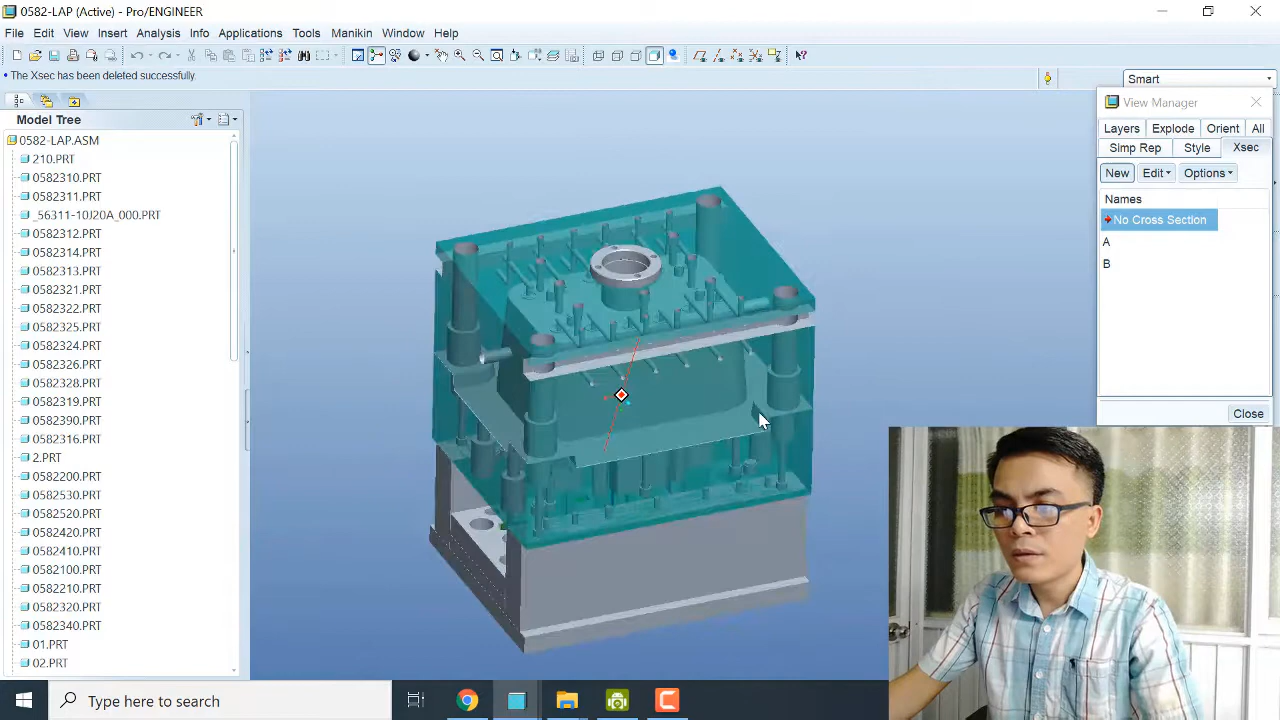 0582-LAP (Active) - Pro/ENGINEER
File Edit View Insert Analysis Info Applications Tools Manikin Window Help
The Xsec has been deleted successfully.
Smart
Model Tree
0582-LAP.ASM
210.PRT
0582310.PRT
0582311.PRT
_56311-10J20A_000.PRT
0582312.PRT
0582314.PRT
0582313.PRT
0582321.PRT
0582322.PRT
0582325.PRT
0582324.PRT
0582326.PRT
0582328.PRT
0582319.PRT
0582390.PRT
0582316.PRT
2.PRT
0582200.PRT
0582530.PRT
0582520.PRT
0582420.PRT
0582410.PRT
0582100.PRT
0582210.PRT
0582320.PRT
0582340.PRT
01.PRT
02.PRT
View Manager
Layers Explode Orient All
Simp Rep Style Xsec
New Edit Options
Names
No Cross Section
A
B
Close
Type here to search